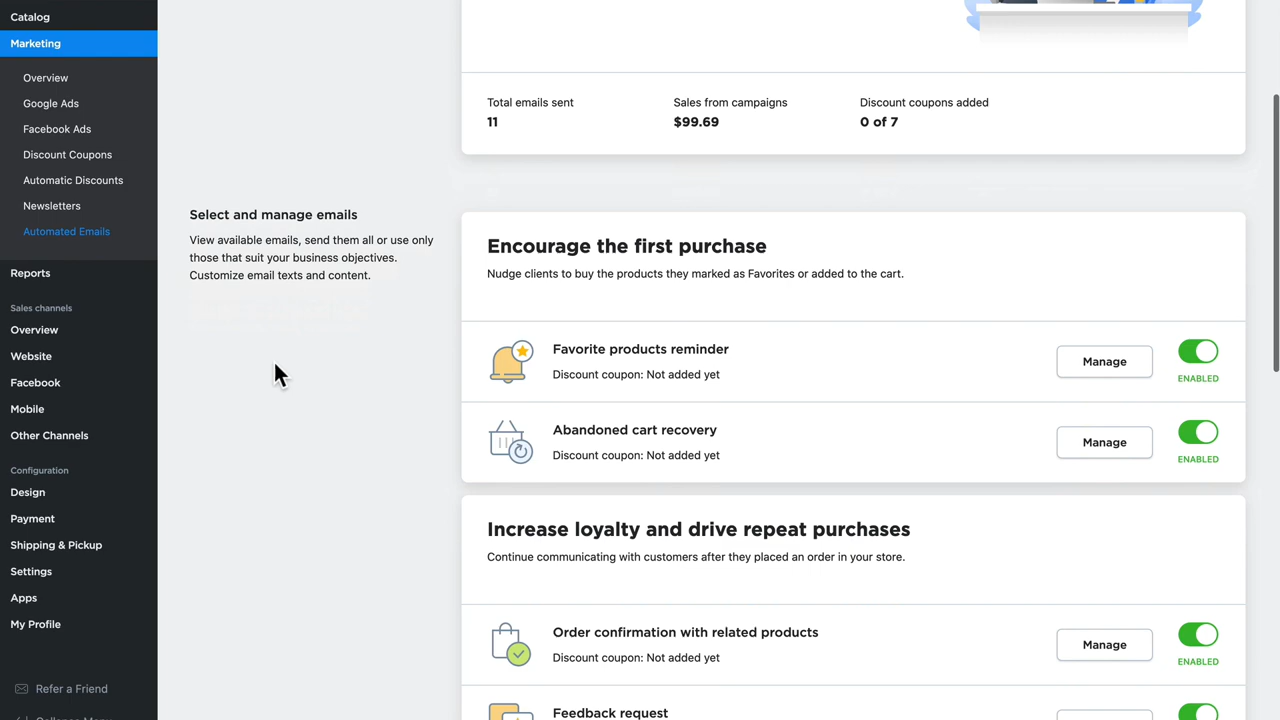 Catalog
Marketing
Overview
Google Ads
Facebook Ads
Discount Coupons
Automatic Discounts
Newsletters
Automated Emails
Reports
Sales channels
Overview
Website
Facebook
Mobile
Other Channels
Configuration
Design
Payment
Shipping & Pickup
Settings
Apps
My Profile
Refer a Friend
Total emails sent
11
Sales from campaigns
$99.69
Discount coupons added
0 of 7
Select and manage emails
View available emails, send them all or use only
those that suit your business objectives.
Customize email texts and content.
Encourage the first purchase
Nudge clients to buy the products they marked as Favorites or added to the cart.
Favorite products reminder
Discount coupon: Not added yet
Manage
ENABLED
Abandoned cart recovery
Discount coupon: Not added yet
Manage
ENABLED
Increase loyalty and drive repeat purchases
Continue communicating with customers after they placed an order in your store.
Order confirmation with related products
Discount coupon: Not added yet
Manage
ENABLED
Feedback request